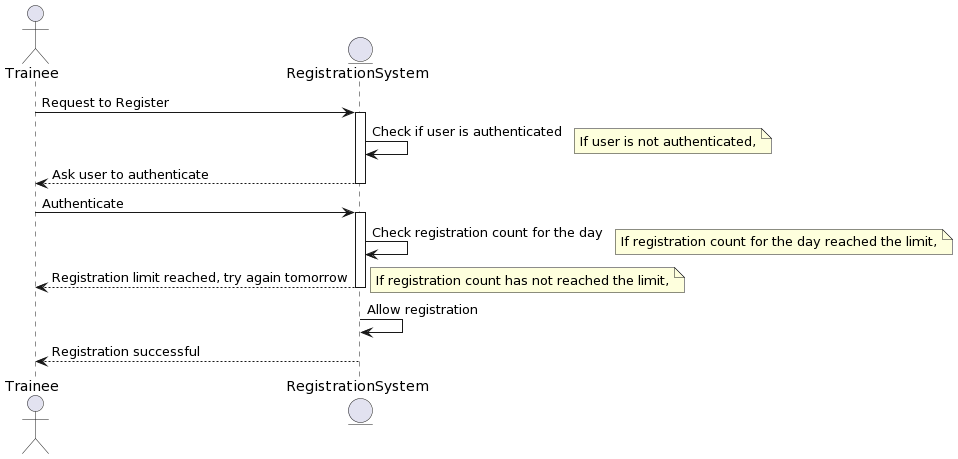 Trainee
RegistrationSystem
Request to Register
Check if user is authenticated
If user is not authenticated,
Ask user to authenticate
Authenticate
Check registration count for the day
If registration count for the day reached the limit,
Registration limit reached, try again tomorrow
If registration count has not reached the limit,
Allow registration
Registration successful
Trainee
RegistrationSystem